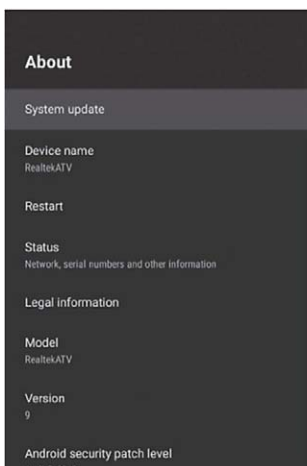 About
System update
Device name
RealtekATV
Restart
Status
Network, serial numbers and other information
Legal information
Model
RealtekATV
Version
9
Android security patch level